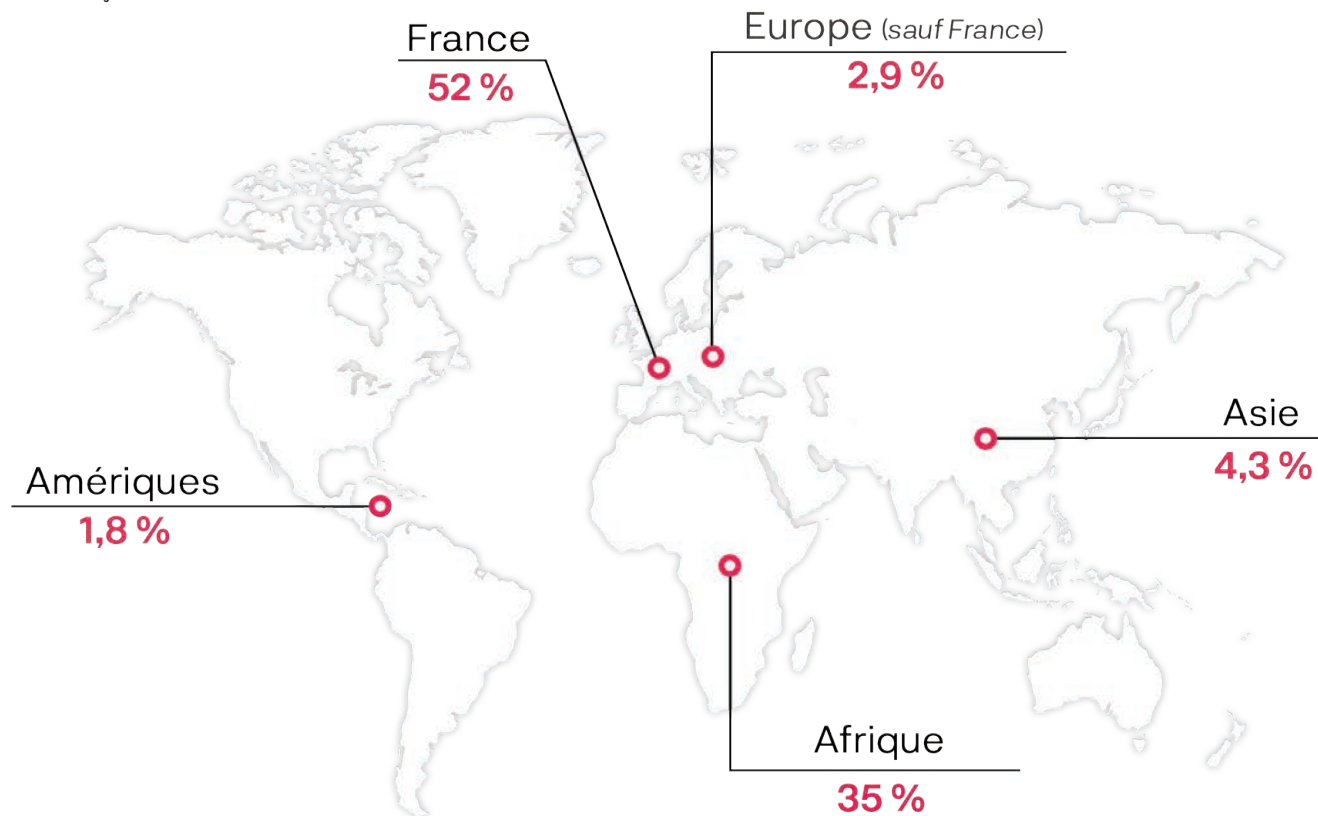 France
52 %
Europe (sauf France)
2,9 %
Asie
4,3 %
Amériques
1,8 %
Afrique
35 %